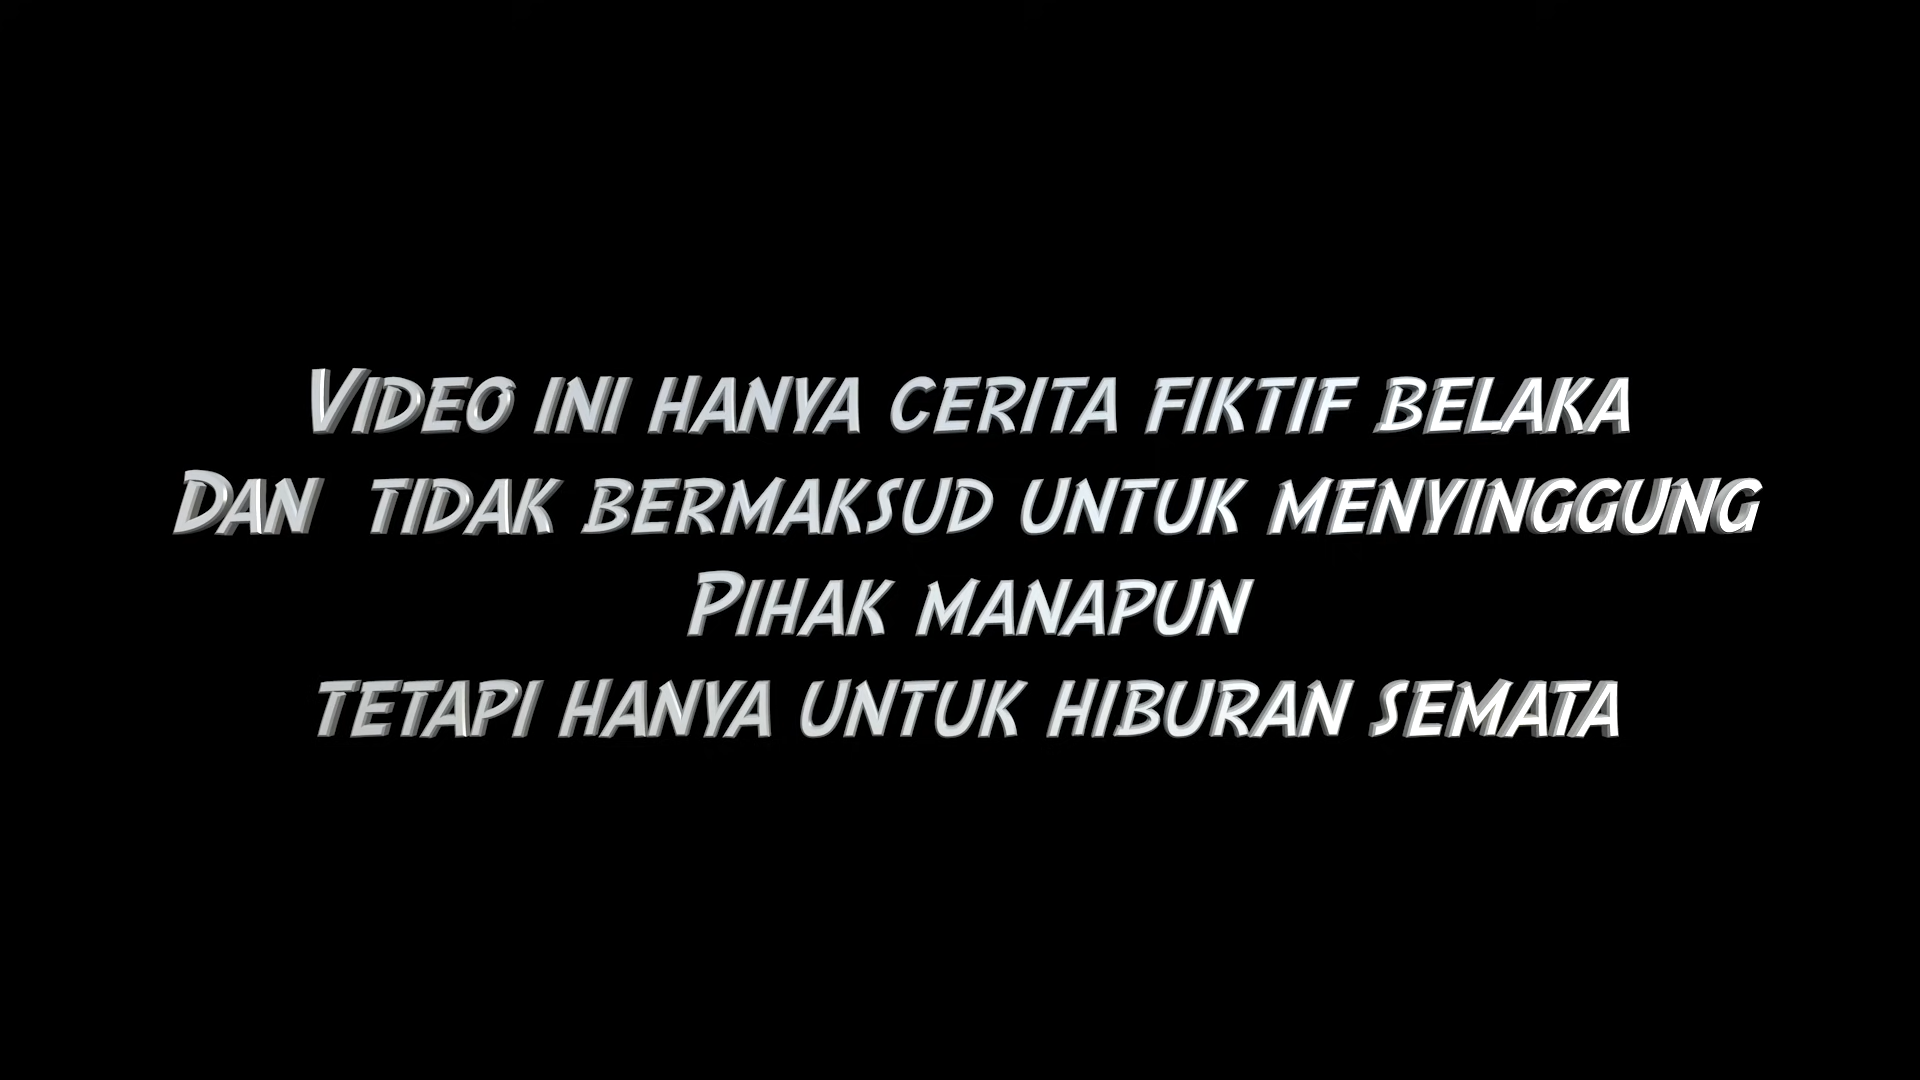 Video ini hanya cerita fiktif belaka
Dan tidak bermaksud untuk menyinggung
Pihak manapun
tetapi hanya untuk hiburan semata